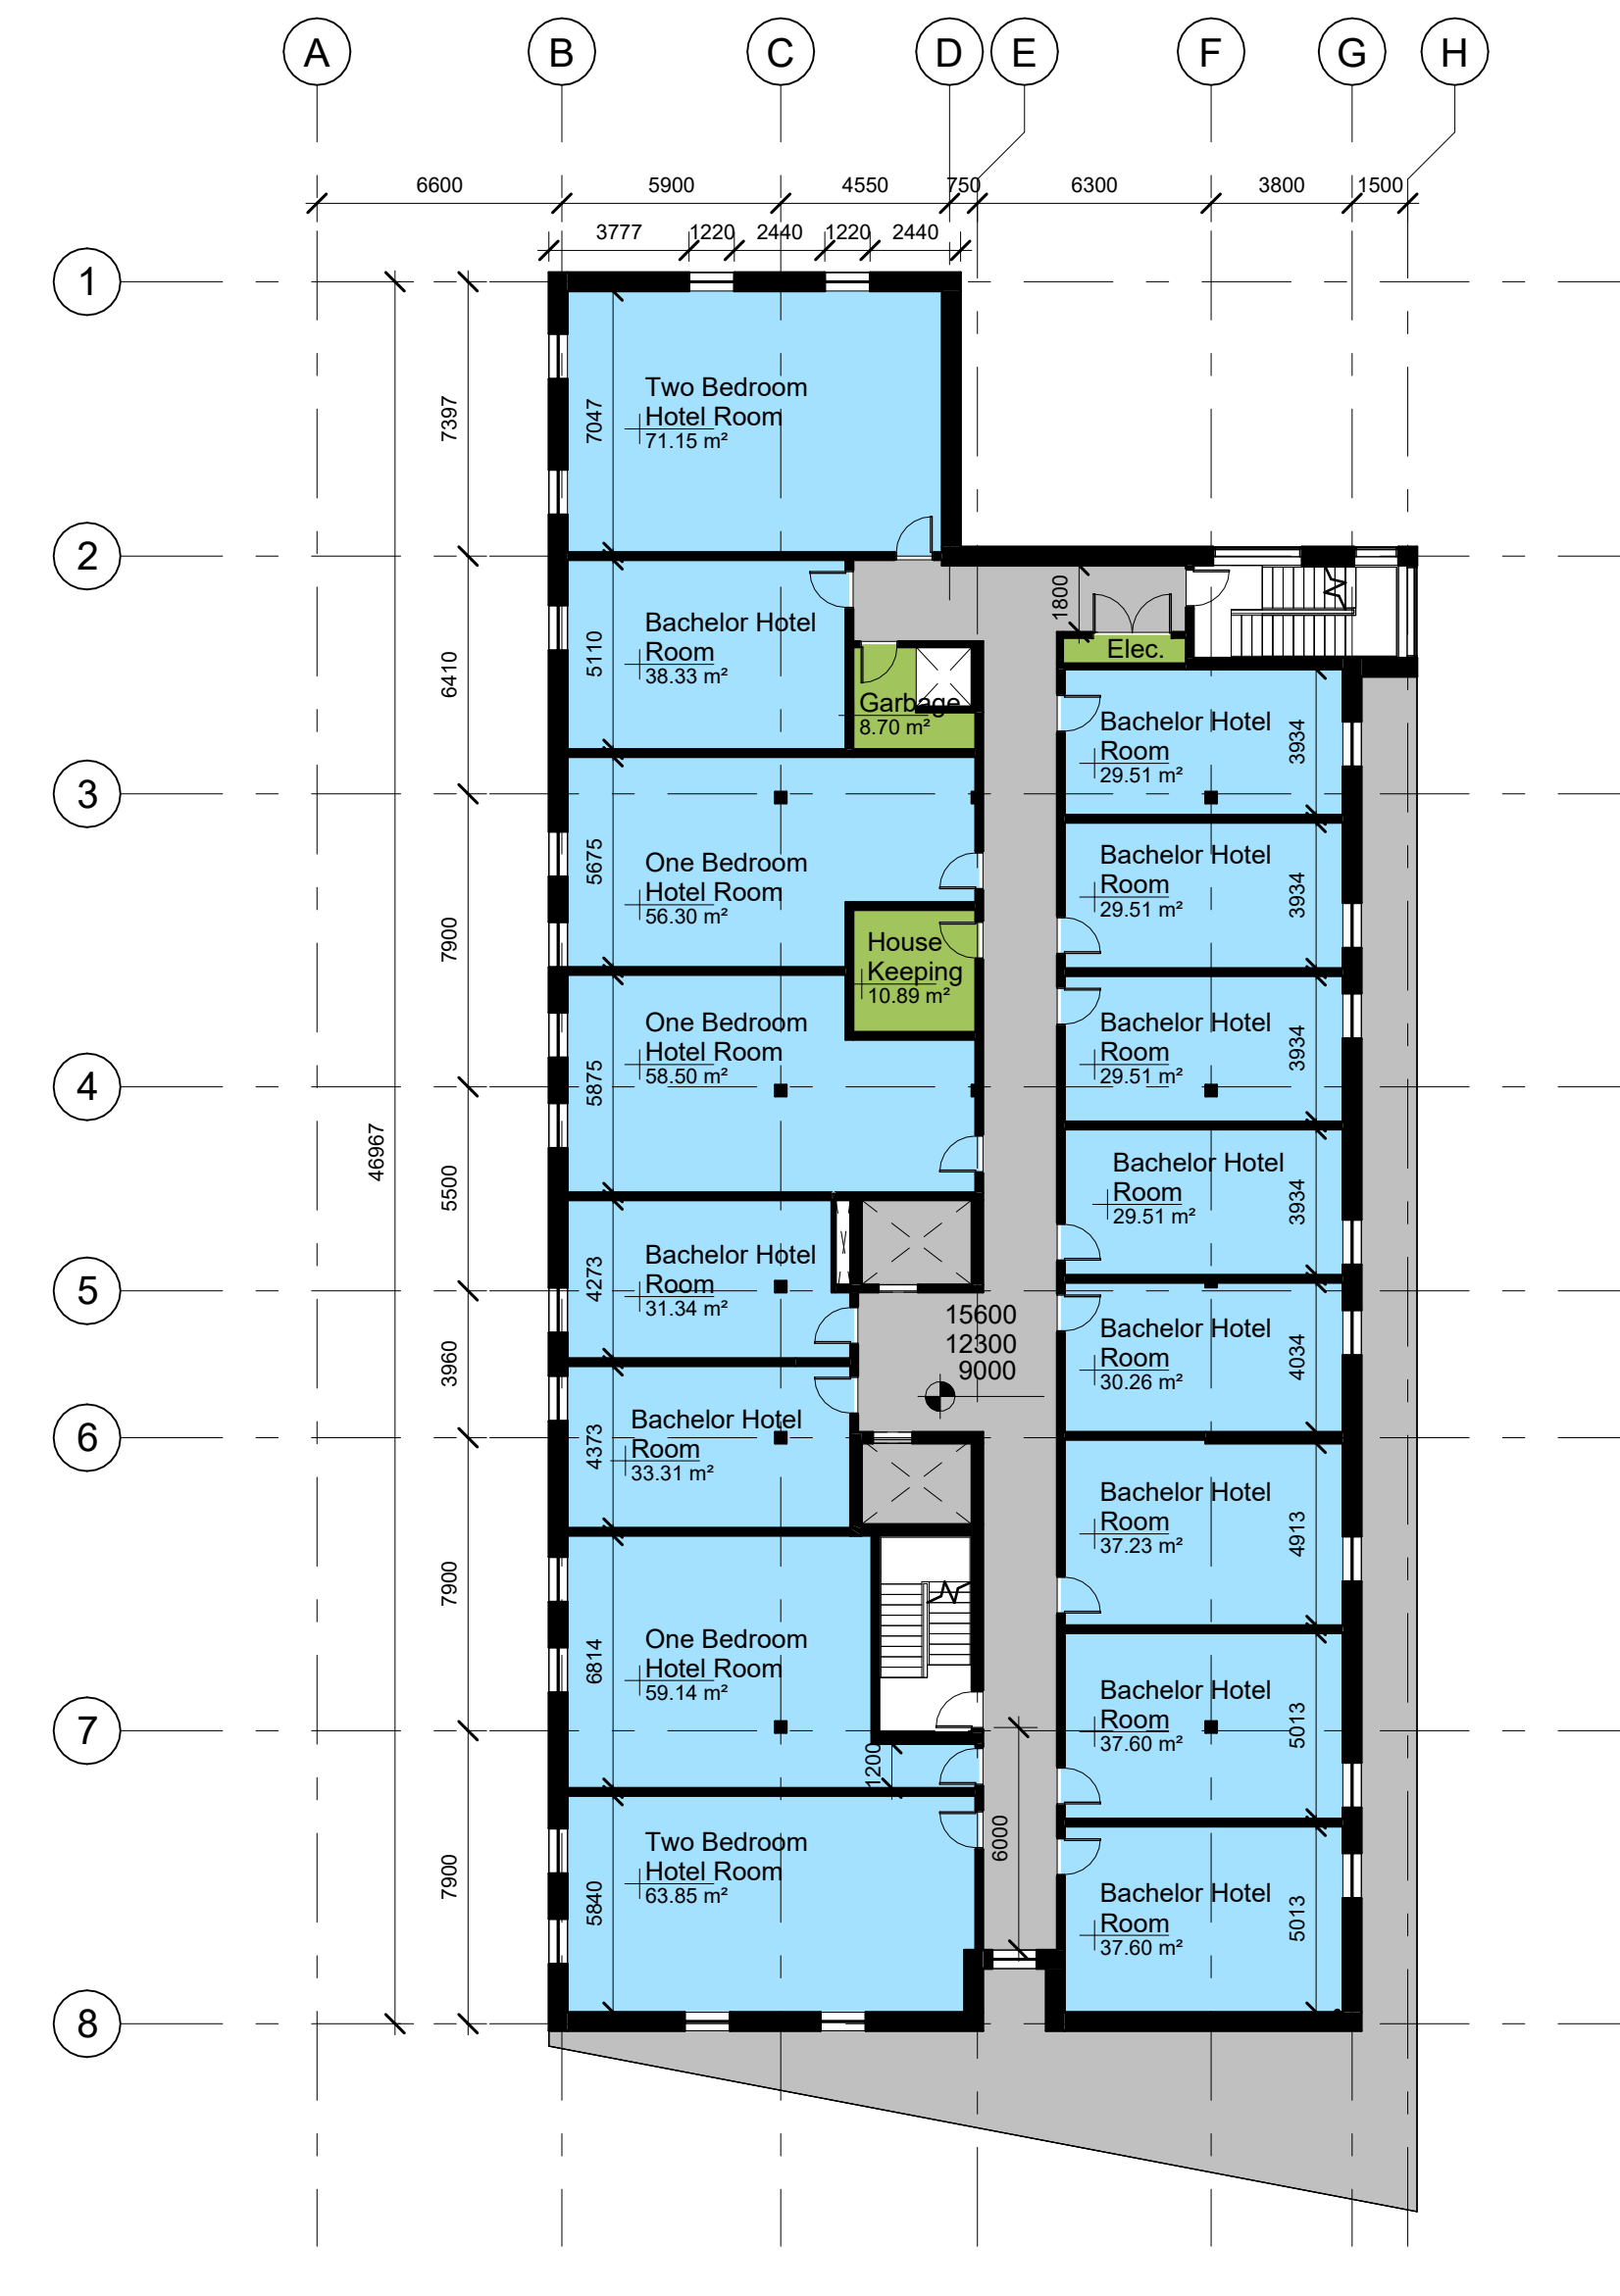 A B C D E F G H
6600 5900 4550 750 6300 3800 1500
3777 1220 2440 1220 2440
1
2
3
4
5
6
7
8
46967
7397
6410
7900
5500
3960
7900
7900
7047
Two Bedroom
Hotel Room
71.15 m²
5110
Bachelor Hotel
Room
38.33 m²
1800
Elec.
Garbage
8.70 m²
5675
One Bedroom
Hotel Room
56.30 m²
House
Keeping
10.89 m²
5875
One Bedroom
Hotel Room
58.50 m²
4273
Bachelor Hotel
Room
31.34 m²
15600
12300
9000
4373
Bachelor Hotel
Room
33.31 m²
6814
One Bedroom
Hotel Room
59.14 m²
1200
6000
5840
Two Bedroom
Hotel Room
63.85 m²
Bachelor Hotel
Room
29.51 m²
3934
Bachelor Hotel
Room
29.51 m²
3934
Bachelor Hotel
Room
29.51 m²
3934
Bachelor Hotel
Room
29.51 m²
3934
Bachelor Hotel
Room
30.26 m²
4034
Bachelor Hotel
Room
37.23 m²
4913
Bachelor Hotel
Room
37.60 m²
5013
Bachelor Hotel
Room
37.60 m²
5013